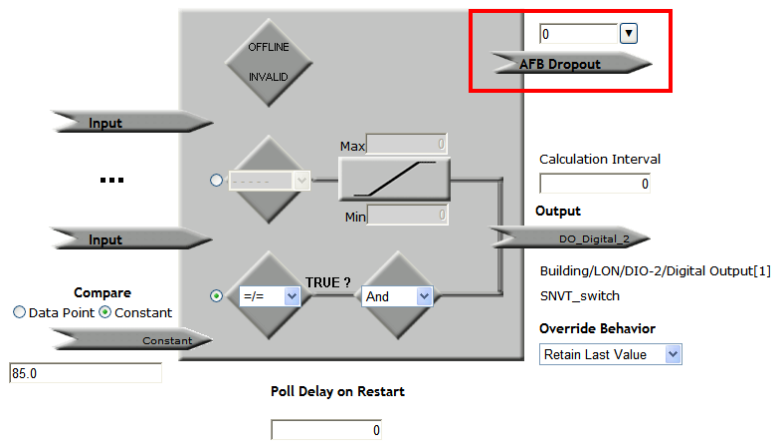 OFFLINE
INVALID
0
AFB Dropout
Input
...
Input
- - - - -
Max 0
Min 0
Calculation Interval
0
Output
DO_Digital_2
Building/LON/DIO-2/Digital Output[1]
SNVT_switch
=/=
TRUE ?
And
Compare
Data Point Constant
Constant
85.0
Override Behavior
Retain Last Value
Poll Delay on Restart
0